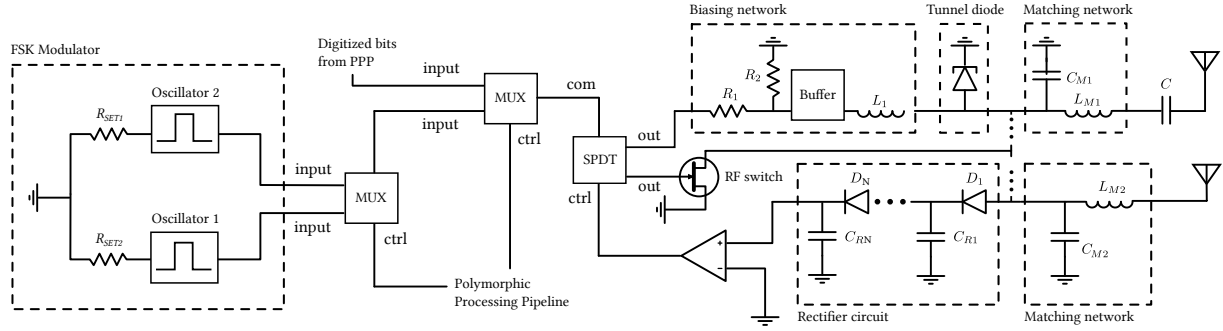 FSK Modulator
Oscillator 2
R_SET1
Oscillator 1
R_SET2
input
input
MUX
ctrl
Digitized bits
from PPP
input
input
MUX
com
ctrl
Polymorphic
Processing Pipeline
SPDT
out
out
ctrl
RF switch
Biasing network
R_1
R_2
Buffer
L_1
Tunnel diode
Matching network
C_M1
L_M1
C
D_N
D_1
C_RN
C_R1
+
−
Rectifier circuit
L_M2
C_M2
Matching network